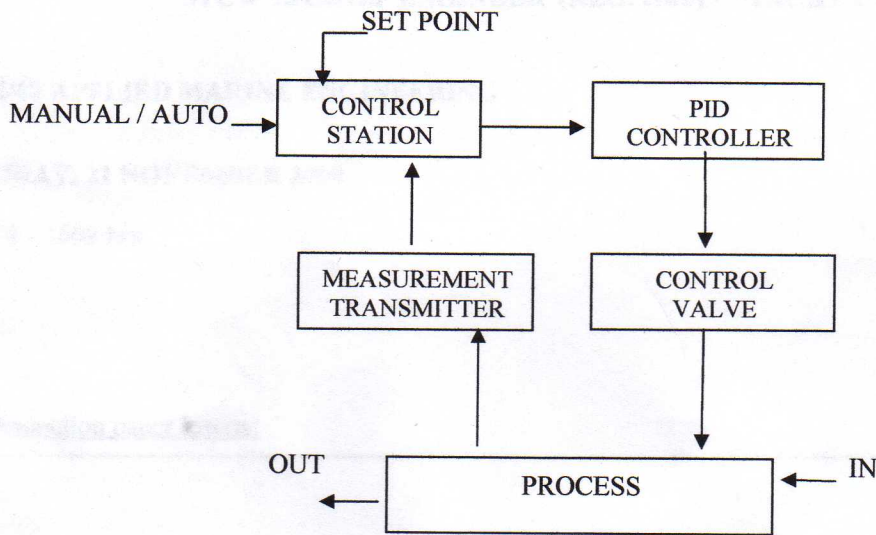 SET POINT
MANUAL / AUTO
CONTROL
STATION
PID
CONTROLLER
MEASUREMENT
TRANSMITTER
CONTROL
VALVE
OUT
PROCESS
IN